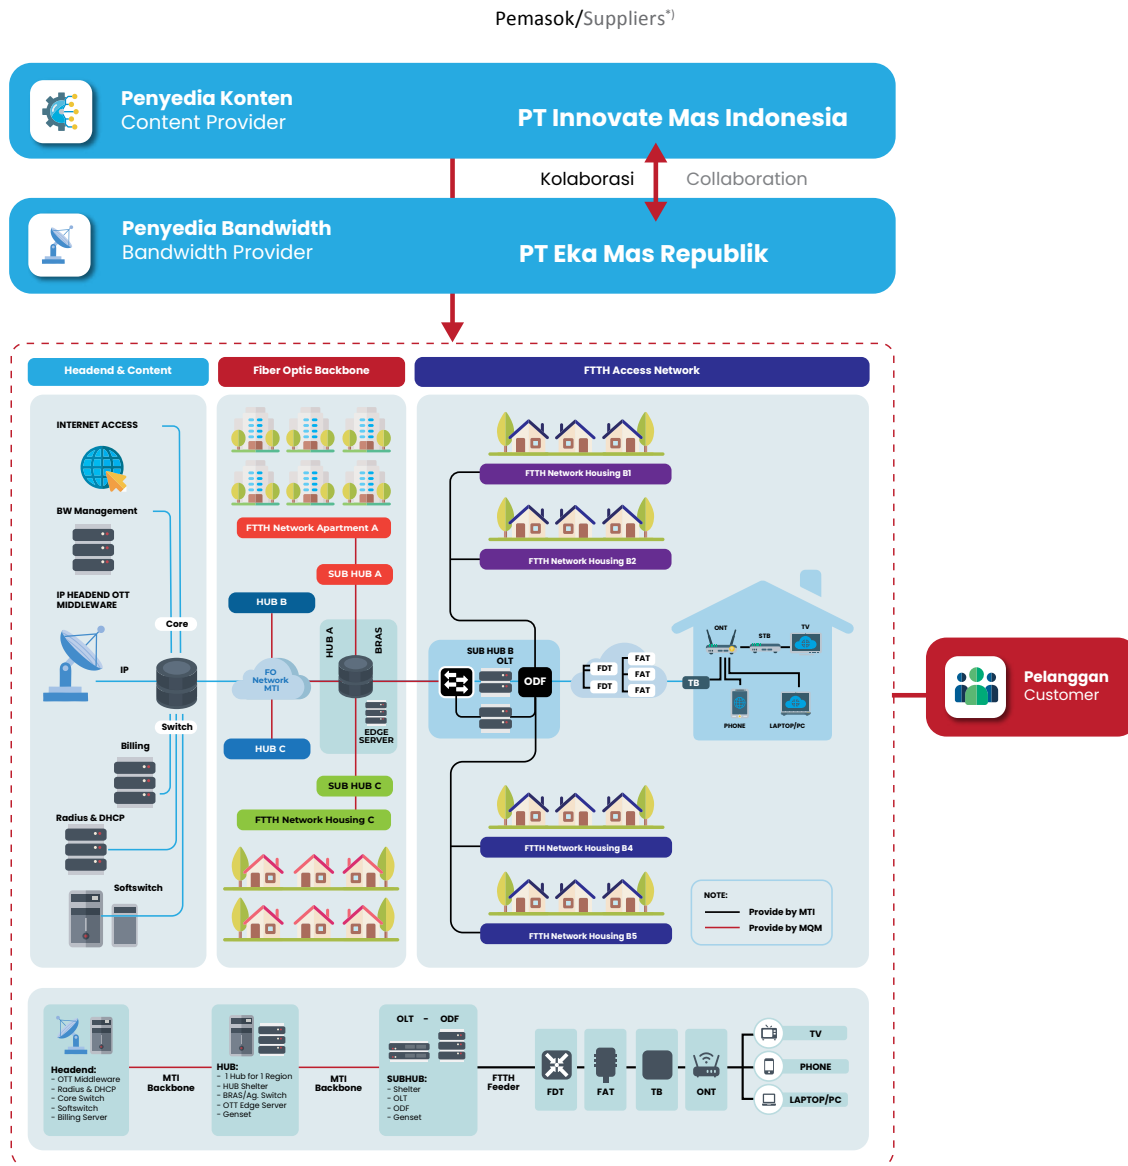 Pemasok/Suppliers*)
Penyedia Konten
Content Provider
PT Innovate Mas Indonesia
Kolaborasi
Collaboration
Penyedia Bandwidth
Bandwidth Provider
PT Eka Mas Republik
Headend & Content
Fiber Optic Backbone
FTTH Access Network
INTERNET ACCESS
BW Management
IP HEADEND OTT
MIDDLEWARE
Core
IP
Switch
Billing
Radius & DHCP
Softswitch
FTTH Network Apartment A
SUB HUB A
HUB B
HUB A
BRAS
FO
Network
MTI
EDGE
SERVER
HUB C
SUB HUB C
FTTH Network Housing C
FTTH Network Housing B1
FTTH Network Housing B2
SUB HUB B
OLT
ODF
FDT
FDT
FAT
FAT
FAT
TB
ONT
STB
TV
PHONE
LAPTOP/PC
FTTH Network Housing B4
FTTH Network Housing B5
NOTE:
Provide by MTI
Provide by MQM
Pelanggan
Customer
Headend:
- OTT Middleware
- Radius & DHCP
- Core Switch
- Softswitch
- Billing Server
MTI
Backbone
HUB:
- 1 Hub for 1 Region
- HUB Shelter
- BRAS/Ag. Switch
- OTT Edge Server
- Genset
MTI
Backbone
OLT - ODF
SUBHUB:
- Shelter
- OLT
- ODF
- Genset
FTTH
Feeder
FDT
FAT
TB
ONT
TV
PHONE
LAPTOP/PC